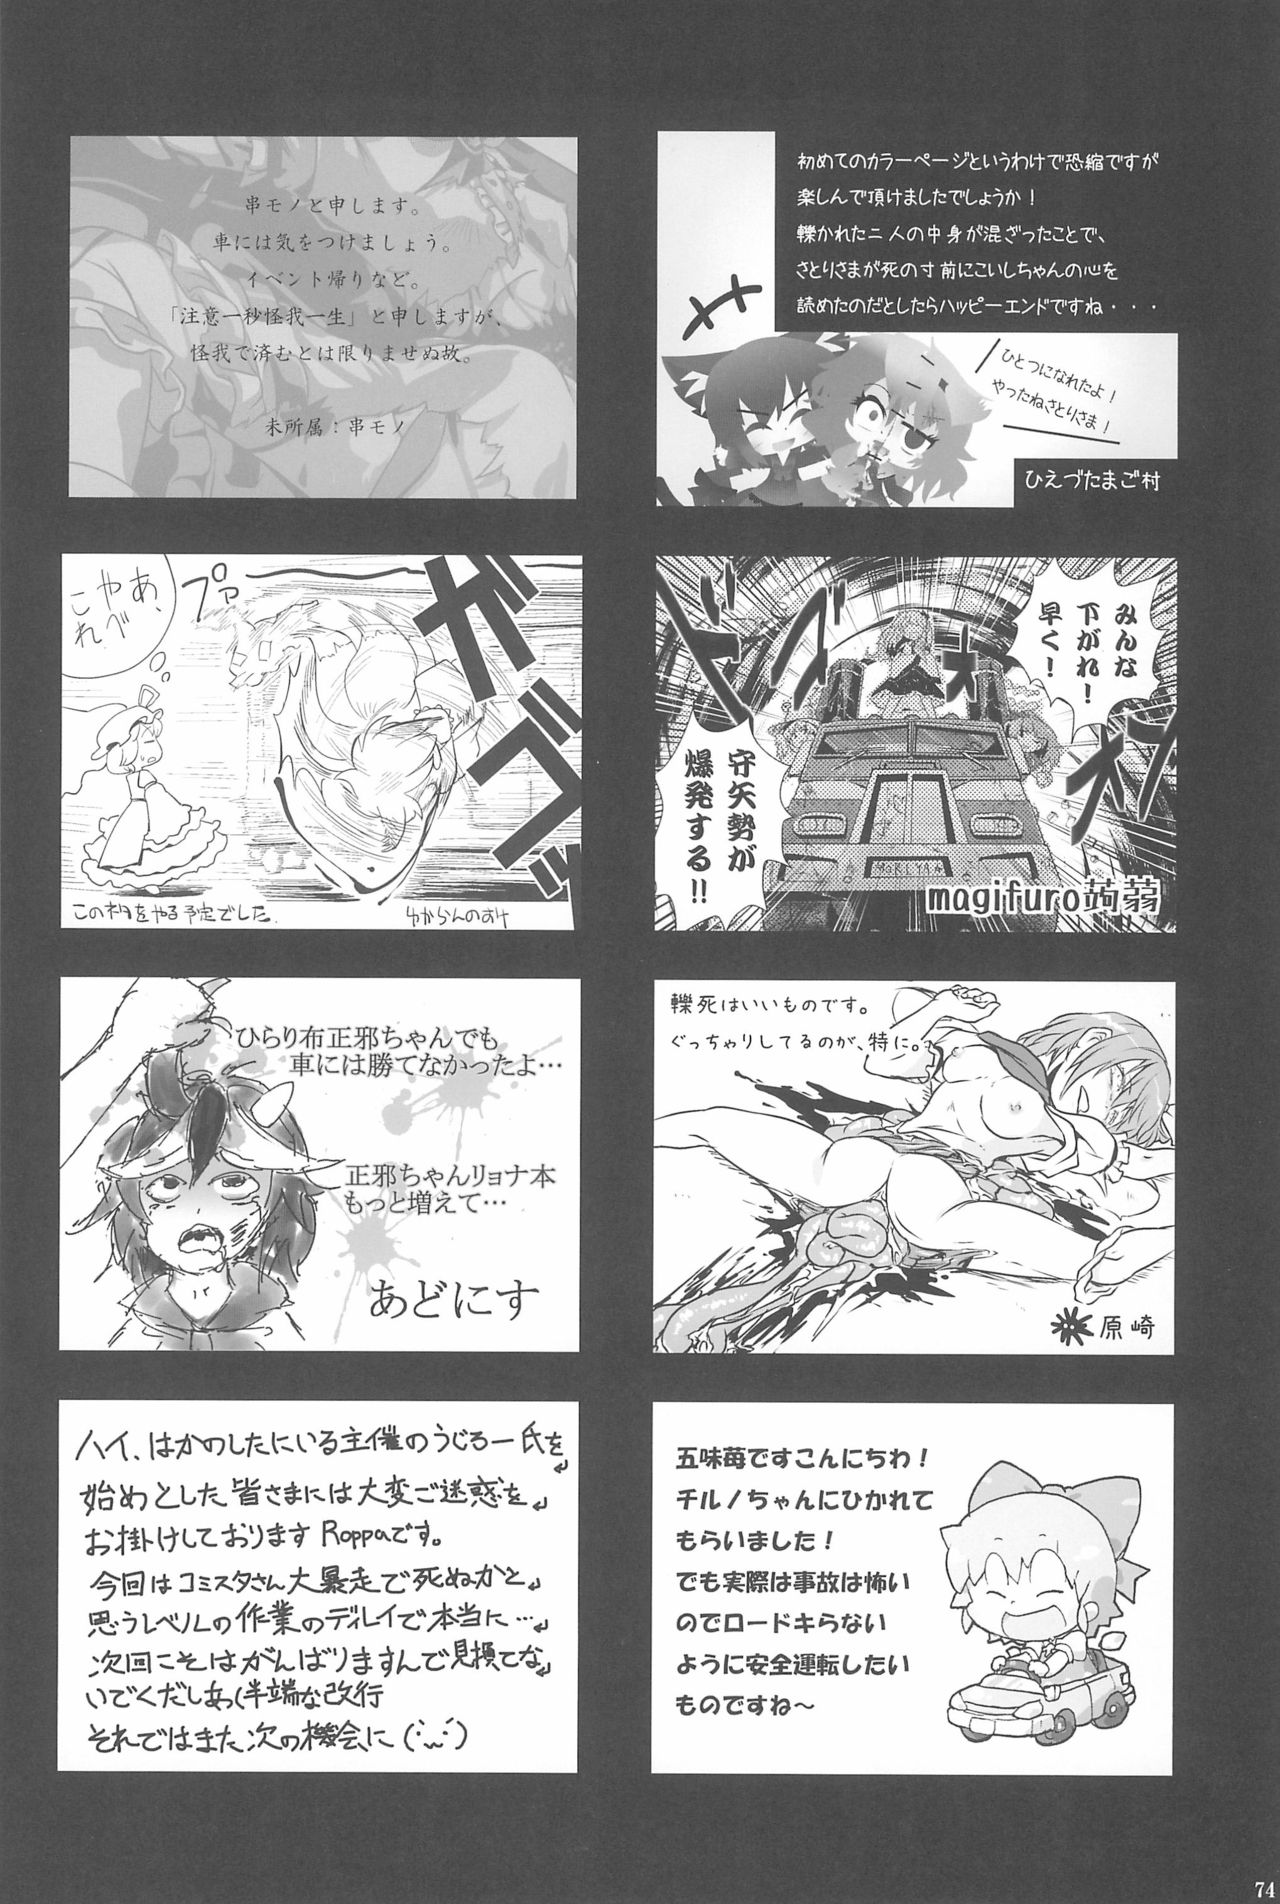 初めてのカラーページというわけで恐縮ですが
楽しんで頂けましたでしょうか！
轢かれた二人の中身が混ざったことで、
さとりさまが死の寸前にこいしちゃんの心を
読めたのだとしたらハッピーエンドですね・・・
ひとつになれたよ！
やったねさとりさま！
ひえづたまご村
串モノと申します。
車には気をつけましょう。
イベント帰りなど。
「注意一秒怪我一生」と申しますが、
怪我で済むとは限りませぬ故。
未所属：串モノ
みんな
下がれ！
早く！
守矢勢が
爆発する！！
magifuro蒟蒻
あ、
やべ
これ
プァ
ガゴッ
このネタをやる予定でした.
ゆからんのおけ
轢死はいいものです。
ぐっちゃりしてるのが、特に。
原崎
ひらり布正邪ちゃんでも
車には勝てなかったよ…
正邪ちゃんリョナ本
もっと増えて…
あどにす
五味苺ですこんにちわ！
チルノちゃんにひかれて
もらいました！
でも実際は事故は怖い
のでロードキらない
ように安全運転したい
ものですね～
ハイ、はかのしたにいる主催のうじろー氏を
始めとした皆さまには大変ご迷惑を
お掛けしております Roppaです。
今回はコミスタさん大暴走で死ぬかと
思うレベルの作業のディレイで本当に…
次回こそはがんばりますんで見捨てな
いでくだしあっ(半端な改行
それではまた次の機会に (˙ω˙)
74